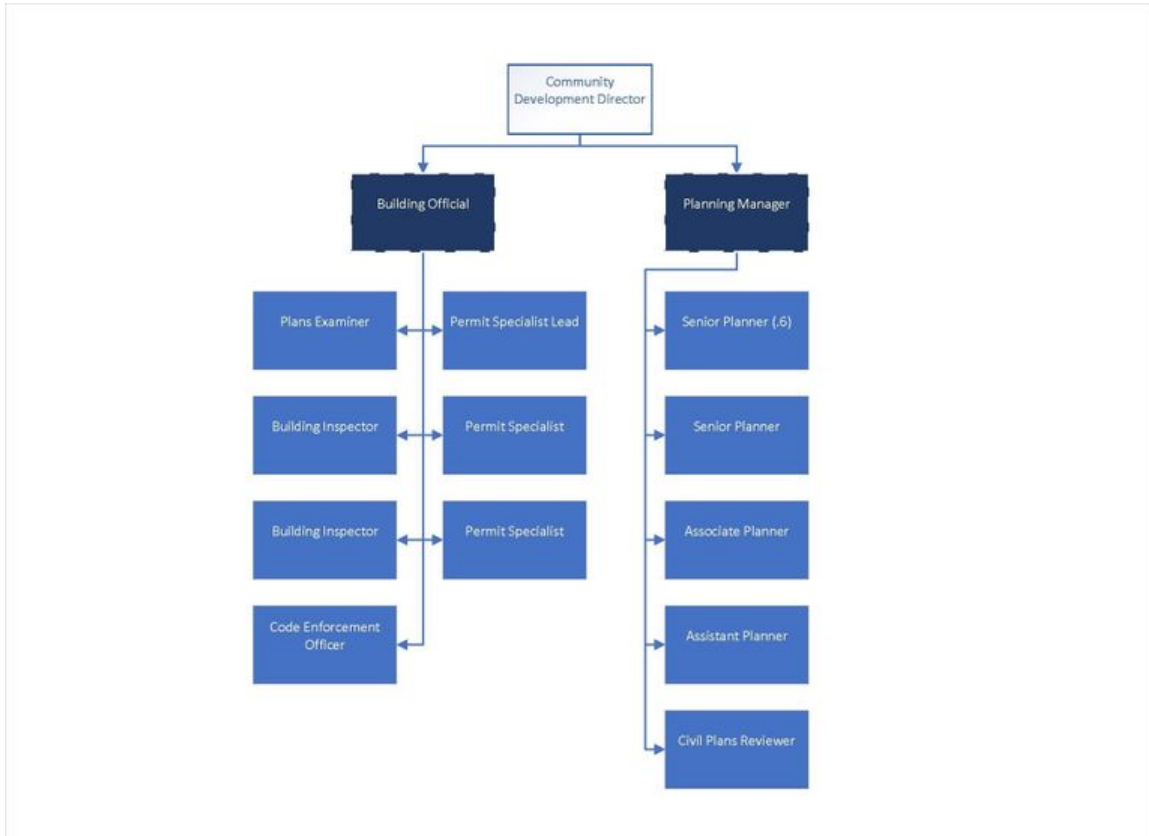 Community
Development Director
Building Official
Planning Manager
Plans Examiner
Permit Specialist Lead
Senior Planner (.6)
Building Inspector
Permit Specialist
Senior Planner
Building Inspector
Permit Specialist
Associate Planner
Code Enforcement
Officer
Assistant Planner
Civil Plans Reviewer